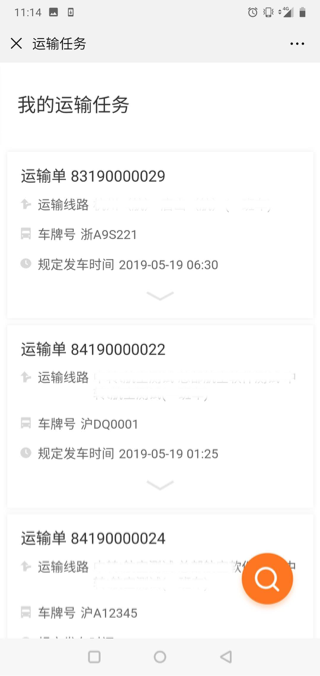 11:14
4G
运输任务
我的运输任务
运输单 83190000029
运输线路
车牌号 浙A9S221
规定发车时间 2019-05-19 06:30
运输单 84190000022
运输线路
车牌号 沪DQ0001
规定发车时间 2019-05-19 01:25
运输单 84190000024
运输线路
车牌号 沪A12345